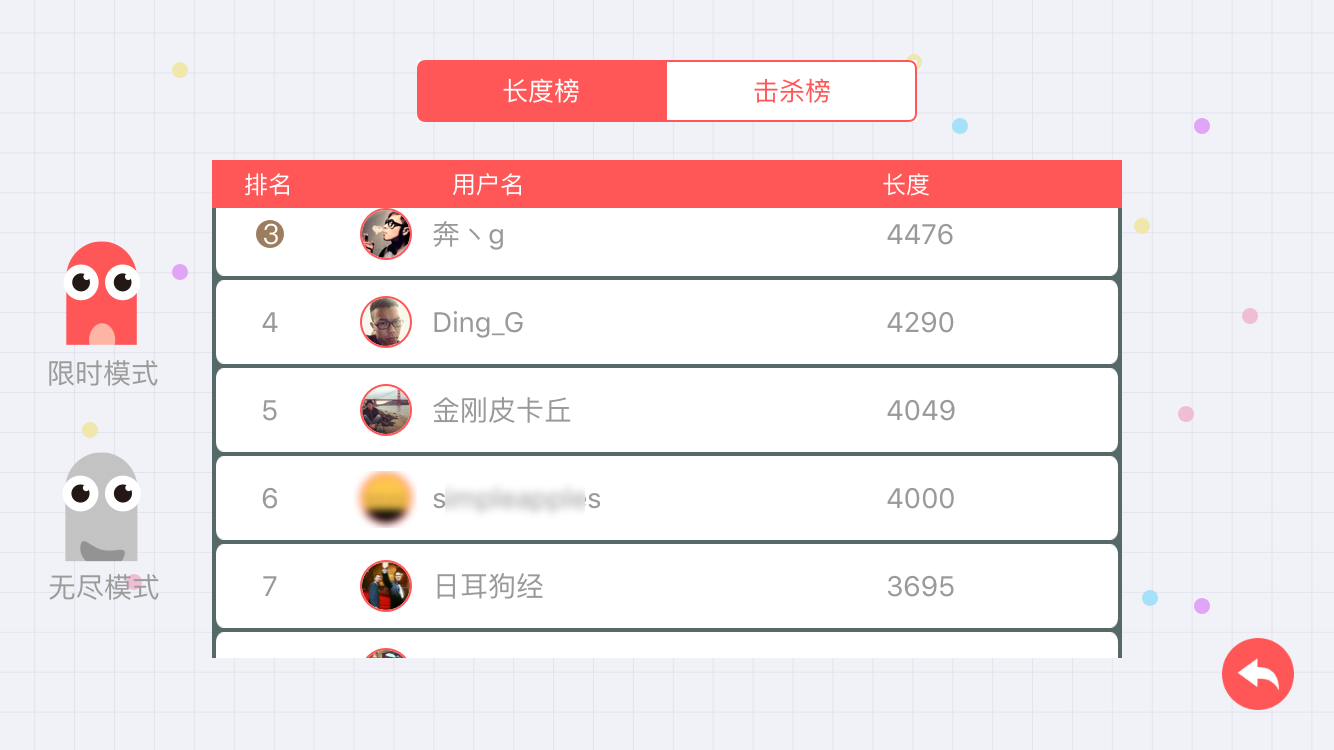 长度榜 击杀榜
排名 用户名 长度
3 奔丶g 4476
4 Ding_G 4290
5 金刚皮卡丘 4049
6 4000
7 日耳狗经 3695
限时模式
无尽模式